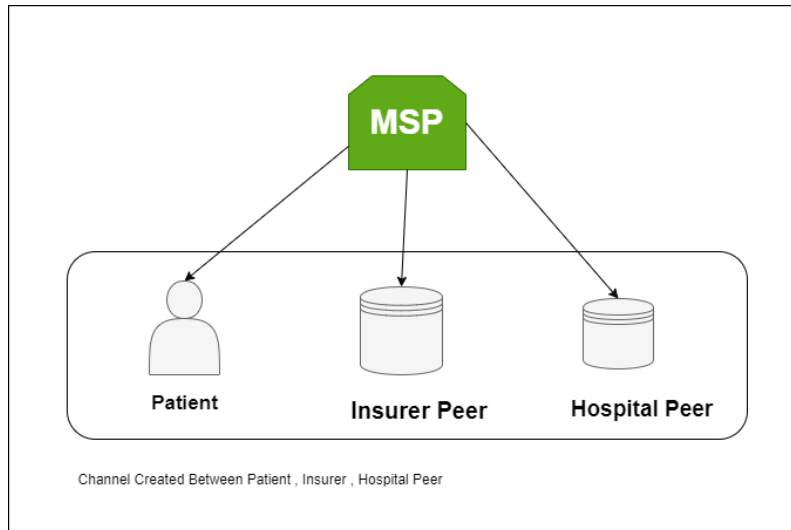 MSP
Patient
Insurer Peer
Hospital Peer
Channel Created Between Patient , Insurer , Hospital Peer